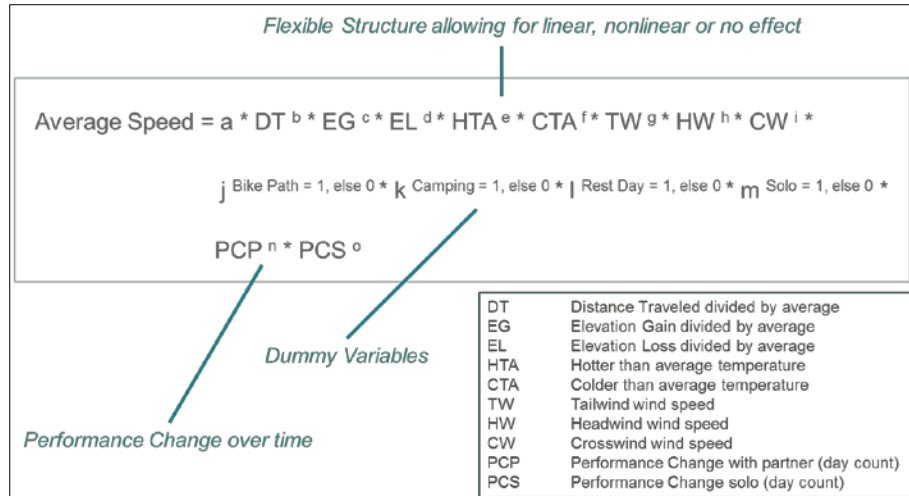 Flexible Structure allowing for linear, nonlinear or no effect
Average Speed = a * DT b * EG c * EL d * HTA e * CTA f * TW g * HW h * CW i *
j Bike Path = 1, else 0 * k Camping = 1, else 0 * l Rest Day = 1, else 0 * m Solo = 1, else 0 *
PCP n * PCS o
Dummy Variables
Performance Change over time
DT Distance Traveled divided by average
EG Elevation Gain divided by average
EL Elevation Loss divided by average
HTA Hotter than average temperature
CTA Colder than average temperature
TW Tailwind wind speed
HW Headwind wind speed
CW Crosswind wind speed
PCP Performance Change with partner (day count)
PCS Performance Change solo (day count)